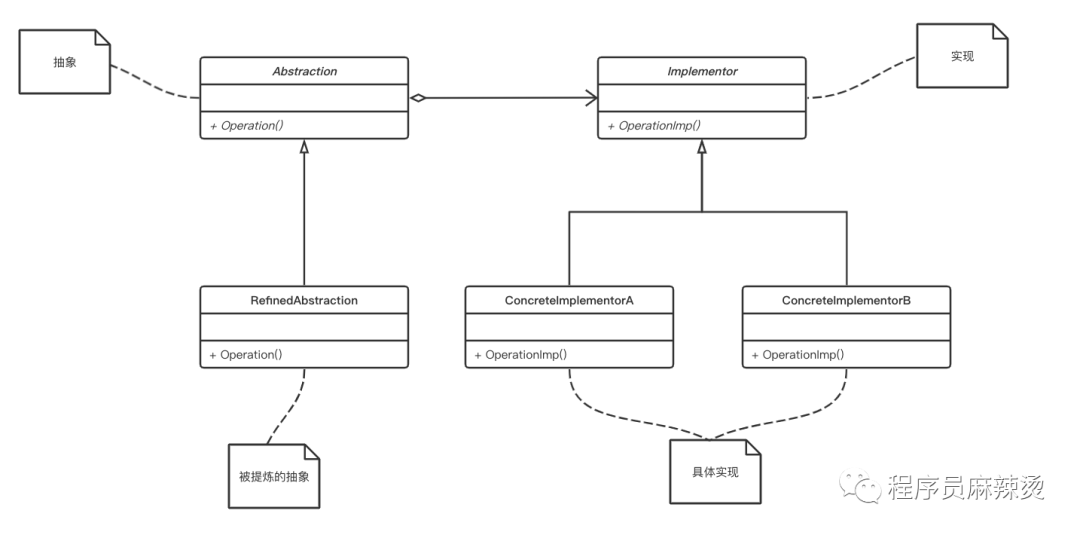 抽象
Abstraction
+ Operation()
Implementor
+ OperationImp()
实现
RefinedAbstraction
+ Operation()
ConcreteImplementorA
+ OperationImp()
ConcreteImplementorB
+ OperationImp()
被提炼的抽象
具体实现
程序员麻辣烫